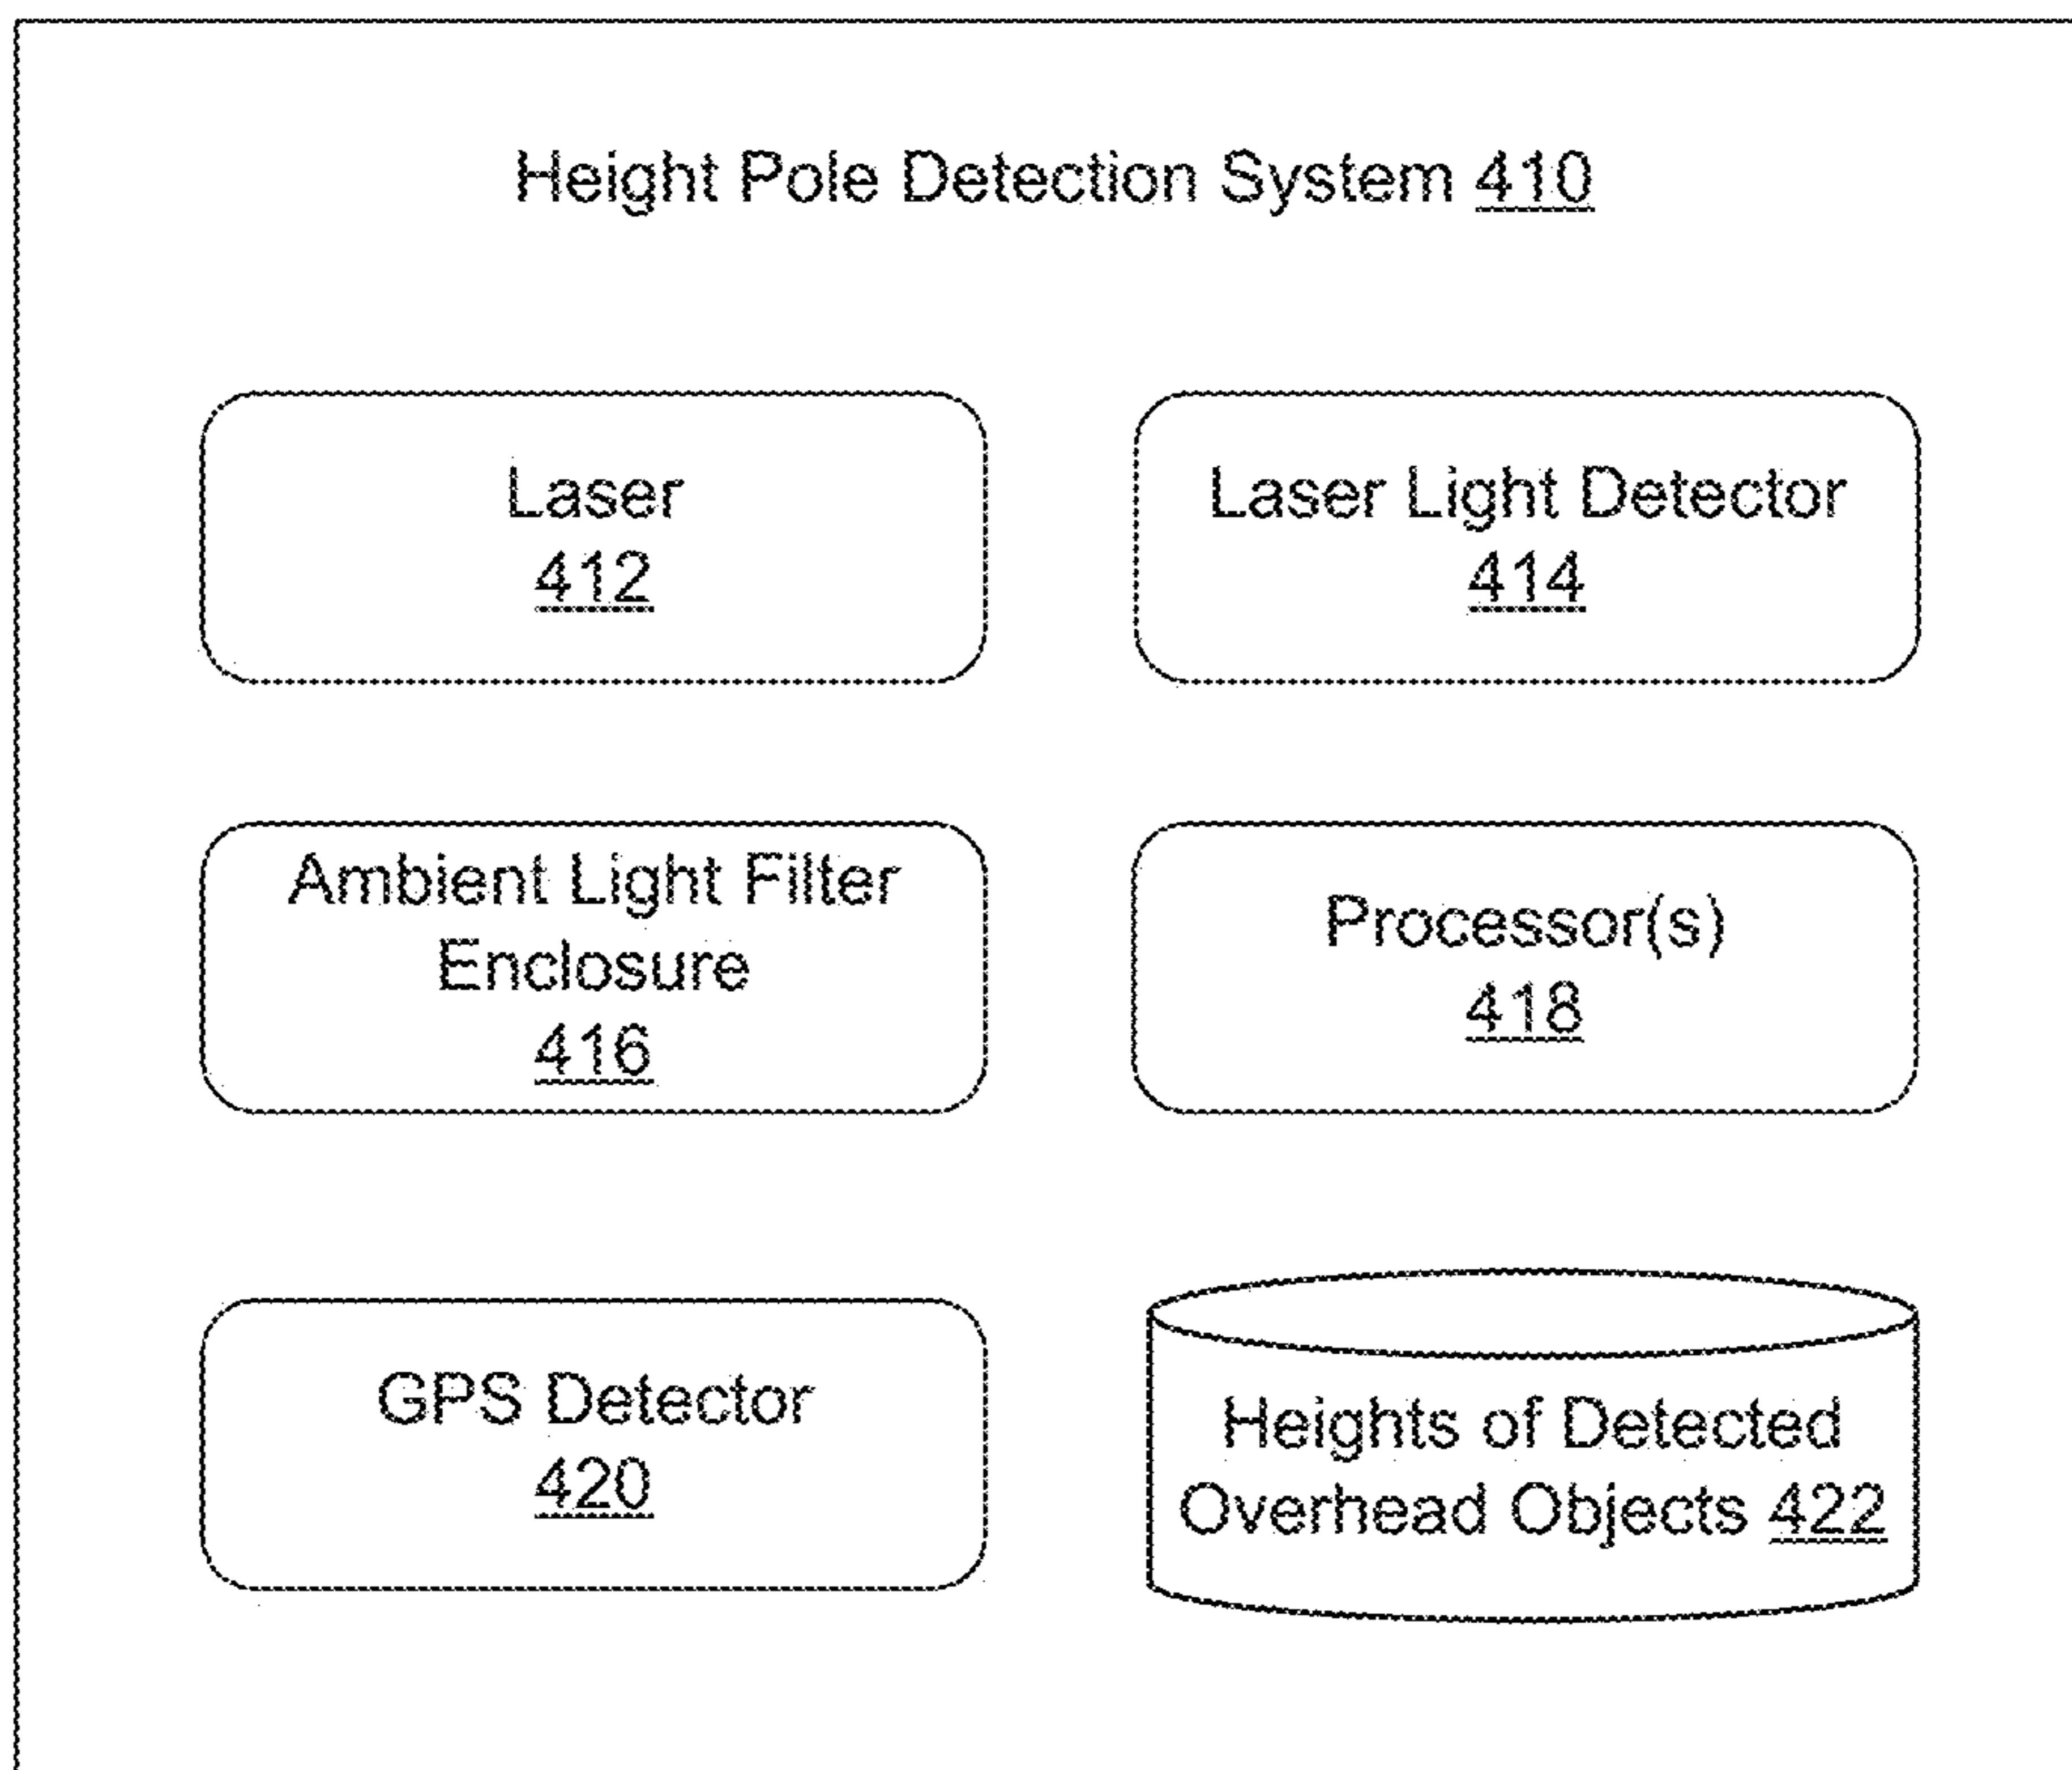 Height Pole Detection System 410
Laser
412
Laser Light Detector
414
Ambient Light Filter
Enclosure
416
Processor(s)
418
GPS Detector
420
Heights of Detected
Overhead Objects 422